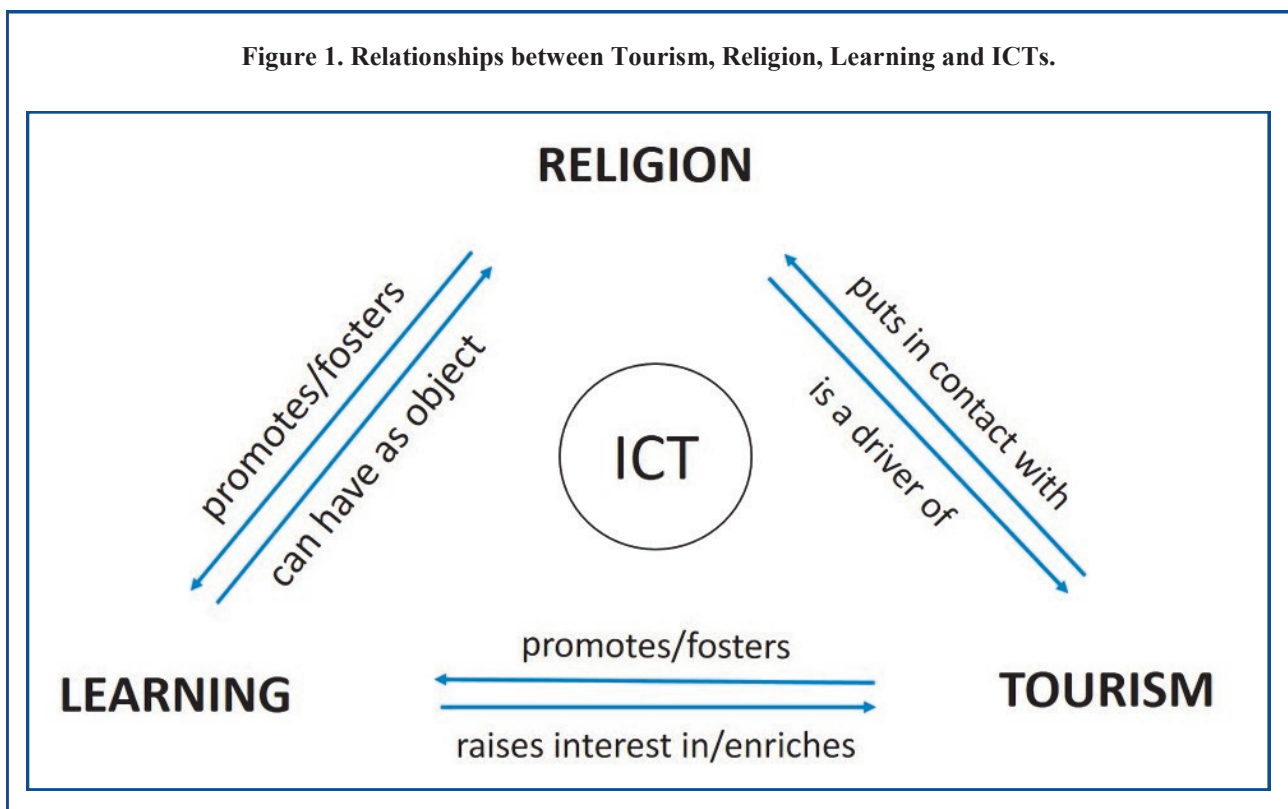 Figure 1. Relationships between Tourism, Religion, Learning and ICTs.
RELIGION
promotes/fosters
can have as object
puts in contact with
is a driver of
ICT
promotes/fosters
LEARNING
TOURISM
raises interest in/enriches